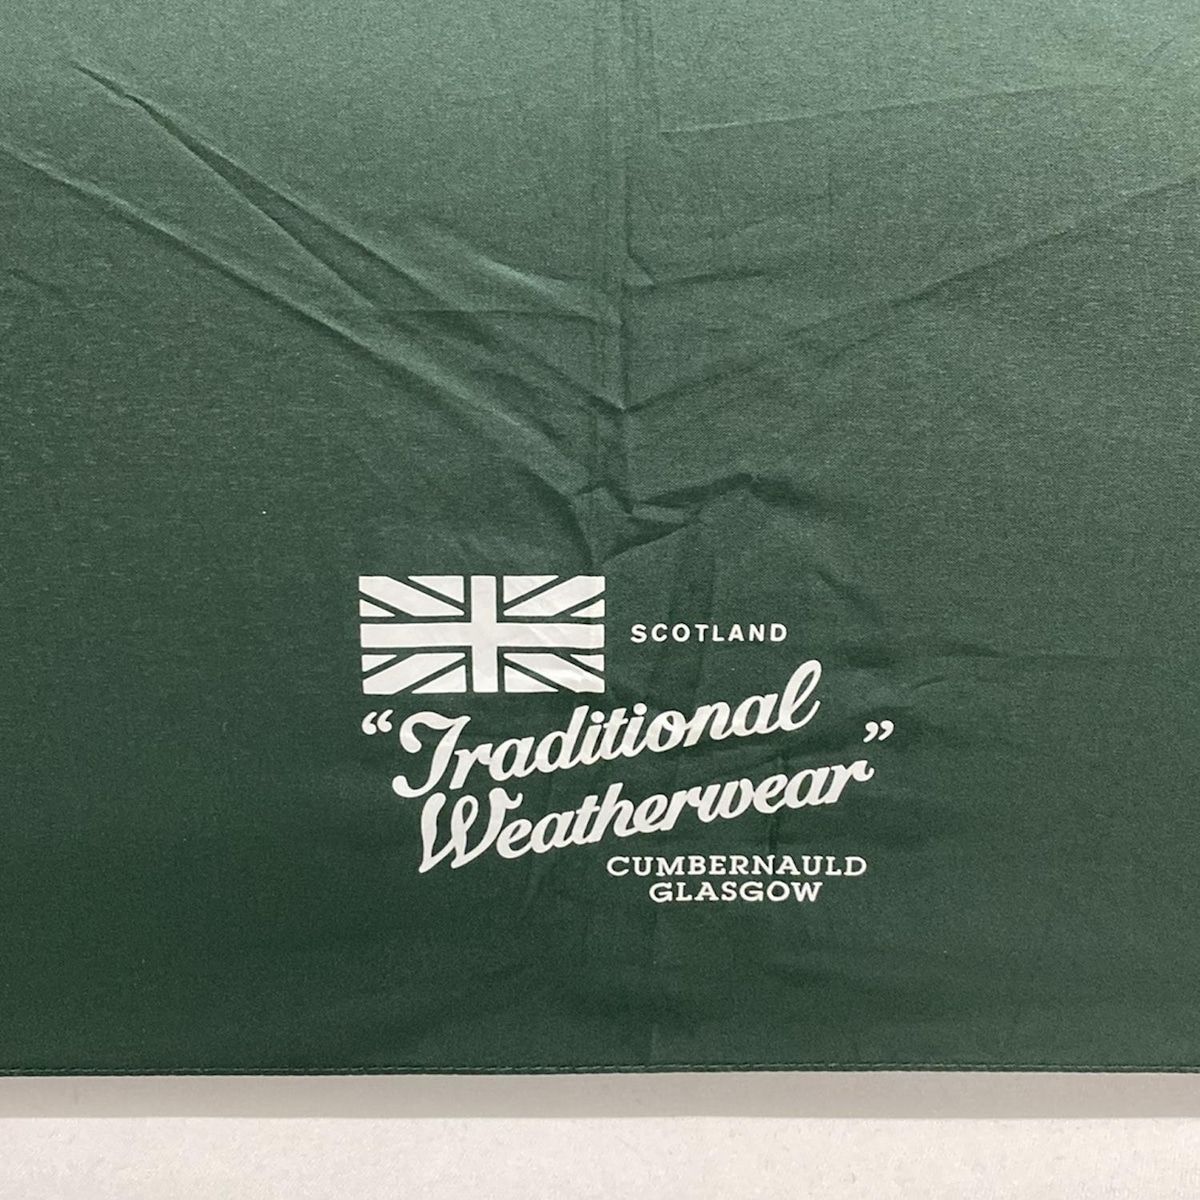 SCOTLAND
“Traditional
Weatherwear”
CUMBERNAULD
GLASGOW